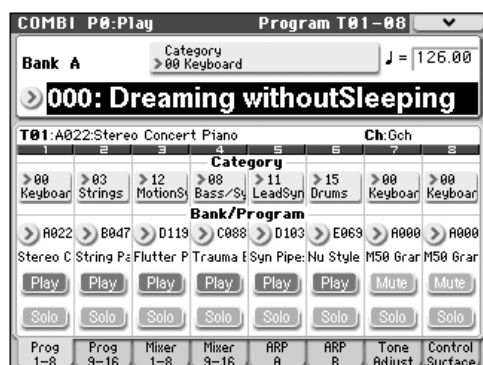 COMBI P0:Play Program T01-08
Bank A
Category
00 Keyboard
♩ = 126.00
000: Dreaming withoutSleeping
T01:A022:Stereo Concert Piano Ch:Gch
1 2 3 4 5 6 7 8
Category
00 03 12 08 11 15 00 00
Keyboar Strings MotionSy Bass/Sy LeadSyn Drums Keyboar Keyboar
Bank/Program
A022 B047 D119 C088 D103 E069 A000 A000
Stereo C String Pa Flutter P Trauma B Syn Pipe: Nu Style M50 Grar M50 Grar
Play Play Play Play Play Play Mute Mute
Solo Solo Solo Solo Solo Solo Solo Solo
Prog Prog Mixer Mixer ARP ARP Tone Control
1-8 9-16 1-8 9-16 A B Adjust Surface